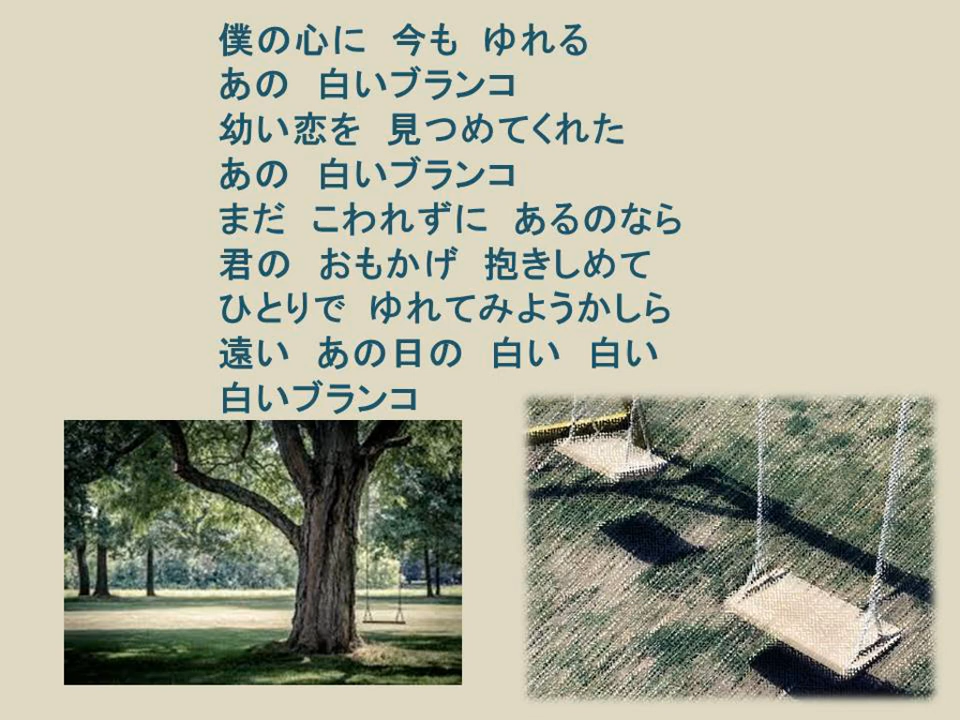 僕の心に　今も　ゆれる
あの　白いブランコ
幼い恋を　見つめてくれた
あの　白いブランコ
まだ　こわれずに　あるのなら
君の　おもかげ　抱きしめて
ひとりで　ゆれてみようかしら
遠い　あの日の　白い　白い
白いブランコ